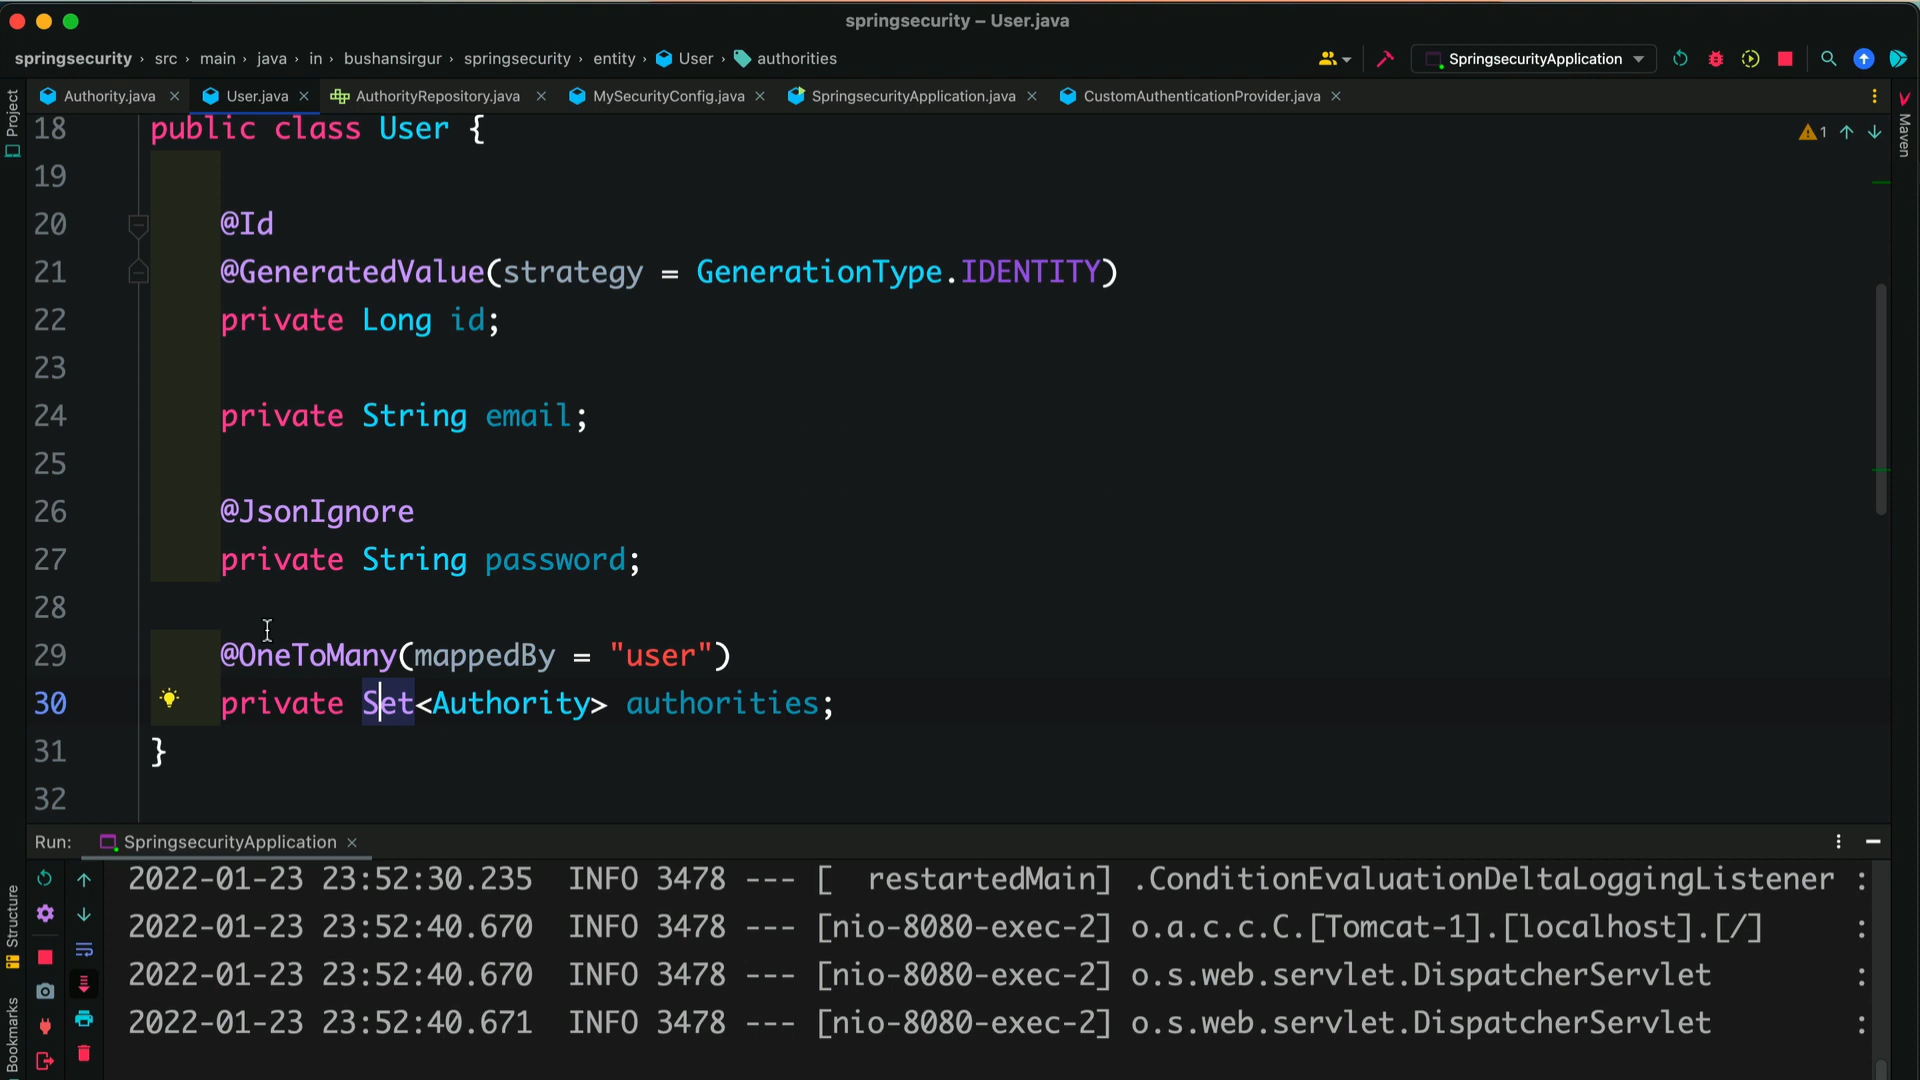 springsecurity – User.java
springsecurity › src › main › java › in › bushansirgur › springsecurity › entity › User › authorities
SpringsecurityApplication
Authority.java
User.java
AuthorityRepository.java
MySecurityConfig.java
SpringsecurityApplication.java
CustomAuthenticationProvider.java
Project
Maven
1
18 public class User {
19
20 @Id
21 @GeneratedValue(strategy = GenerationType.IDENTITY)
22 private Long id;
23
24 private String email;
25
26 @JsonIgnore
27 private String password;
28
29 @OneToMany(mappedBy = "user")
30 private Set<Authority> authorities;
31 }
32
Run: SpringsecurityApplication
2022-01-23 23:52:30.235 INFO 3478 --- [ restartedMain] .ConditionEvaluationDeltaLoggingListener :
2022-01-23 23:52:40.670 INFO 3478 --- [nio-8080-exec-2] o.a.c.c.C.[Tomcat-1].[localhost].[/] :
2022-01-23 23:52:40.670 INFO 3478 --- [nio-8080-exec-2] o.s.web.servlet.DispatcherServlet :
2022-01-23 23:52:40.671 INFO 3478 --- [nio-8080-exec-2] o.s.web.servlet.DispatcherServlet :
Structure
Bookmarks